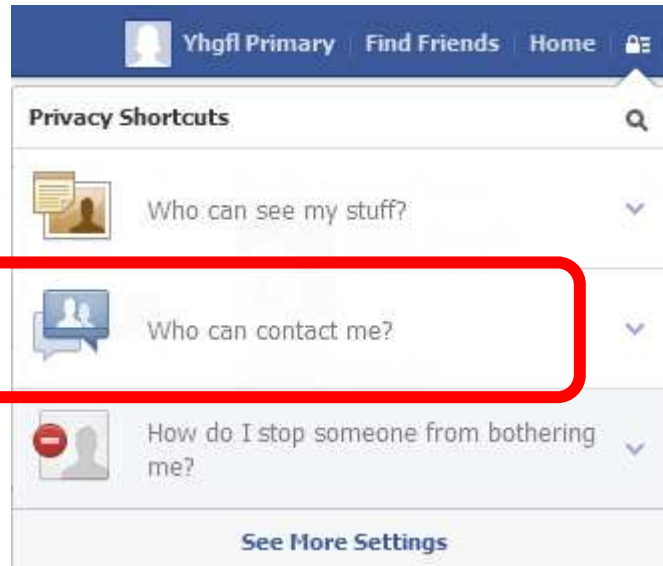 Yhgfl Primary Find Friends Home
Privacy Shortcuts
Who can see my stuff?
Who can contact me?
How do I stop someone from bothering
me?
See More Settings